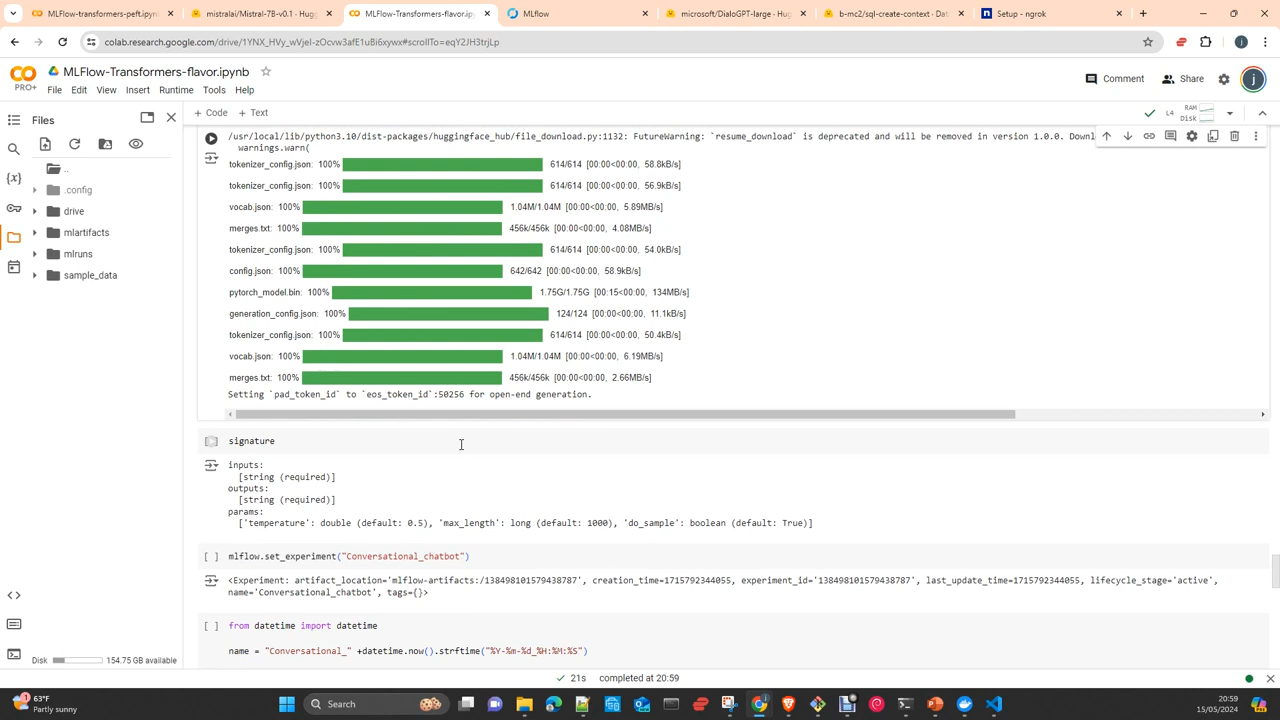 MLFlow-transformers-peft.ipynb
mistralai/Mistral-7B-v0.1 · Hugg
MLFlow-Transformers-flavor.ipy
MLflow
microsoft/DialoGPT-large · Hugg
b-mc2/sql-create-context · Dat
Setup - ngrok
colab.research.google.com/drive/1YNX_HVy_wVjeI-zOcvw3afE1uBi6xywx#scrollTo=eqY2JH3trjLp
MLFlow-Transformers-flavor.ipynb
PRO+
File Edit View Insert Runtime Tools Help
Comment Share
Files
+ Code + Text
L4 RAM
Disk
/usr/local/lib/python3.10/dist-packages/huggingface_hub/file_download.py:1132: FutureWarning: `resume_download` is deprecated and will be removed in version 1.0.0. Downl
warnings.warn(
..
.config
drive
mlartifacts
mlruns
sample_data
tokenizer_config.json: 100% 614/614 [00:00<00:00, 58.8kB/s]
tokenizer_config.json: 100% 614/614 [00:00<00:00, 56.9kB/s]
vocab.json: 100% 1.04M/1.04M [00:00<00:00, 5.89MB/s]
merges.txt: 100% 456k/456k [00:00<00:00, 4.08MB/s]
tokenizer_config.json: 100% 614/614 [00:00<00:00, 54.0kB/s]
config.json: 100% 642/642 [00:00<00:00, 58.9kB/s]
pytorch_model.bin: 100% 1.75G/1.75G [00:15<00:00, 134MB/s]
generation_config.json: 100% 124/124 [00:00<00:00, 11.1kB/s]
tokenizer_config.json: 100% 614/614 [00:00<00:00, 50.4kB/s]
vocab.json: 100% 1.04M/1.04M [00:00<00:00, 6.19MB/s]
merges.txt: 100% 456k/456k [00:00<00:00, 2.66MB/s]
Setting `pad_token_id` to `eos_token_id`:50256 for open-end generation.
signature
inputs:
[string (required)]
outputs:
[string (required)]
params:
['temperature': double (default: 0.5), 'max_length': long (default: 1000), 'do_sample': boolean (default: True)]
[ ] mlflow.set_experiment("Conversational_chatbot")
<Experiment: artifact_location='mlflow-artifacts:/138498101579438787', creation_time=1715792344055, experiment_id='138498101579438787', last_update_time=1715792344055, lifecycle_stage='active',
name='Conversational_chatbot', tags={}>
[ ] from datetime import datetime
name = "Conversational_" +datetime.now().strftime("%Y-%m-%d_%H:%M:%S")
Disk 154.75 GB available
21s completed at 20:59
63°F
Partly sunny
Search
20:59
15/05/2024